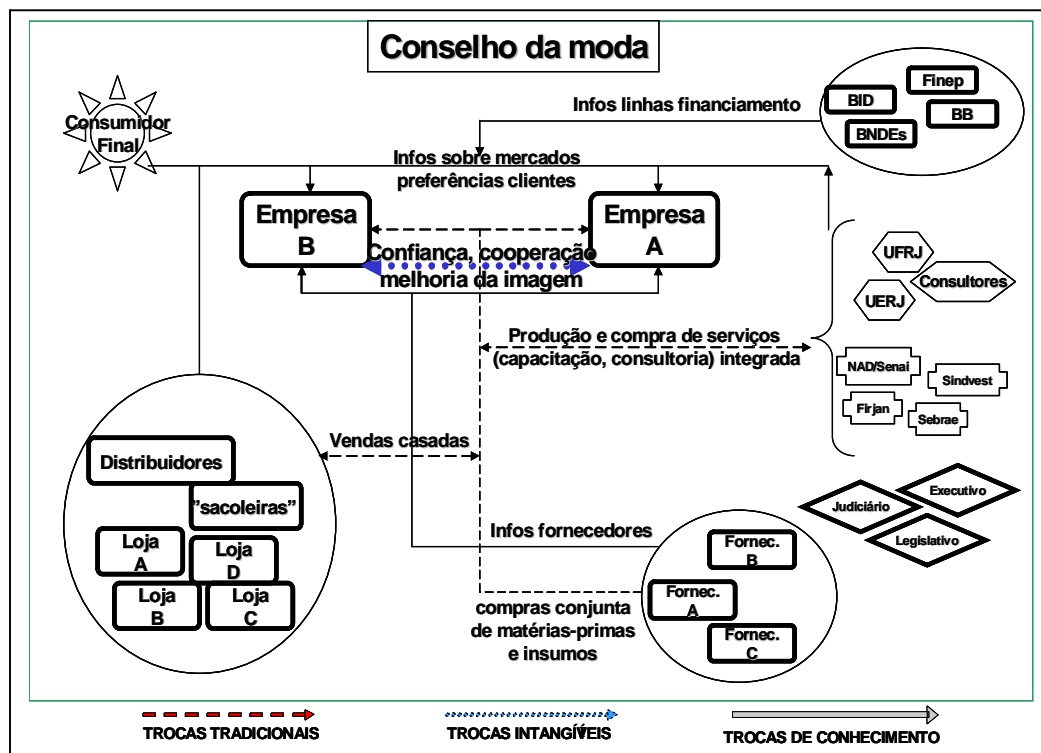 Conselho da moda
Finep
BID
BB
BNDEs
Infos linhas financiamento
Consumidor
Final
Infos sobre mercados
preferências clientes
Empresa
B
Empresa
A
Confiança, cooperação
melhoria da imagem
UFRJ
Consultores
UERJ
Produção e compra de serviços
(capacitação, consultoria) integrada
NAD/Senai
Sindvest
Firjan
Sebrae
Vendas casadas
Distribuidores
"sacoleiras"
Loja
A
Loja
D
Loja
B
Loja
C
Executivo
Judiciário
Legislativo
Infos fornecedores
Fornec.
B
Fornec.
A
Fornec.
C
compras conjunta
de matérias-primas
e insumos
TROCAS TRADICIONAIS
TROCAS INTANGÍVEIS
TROCAS DE CONHECIMENTO